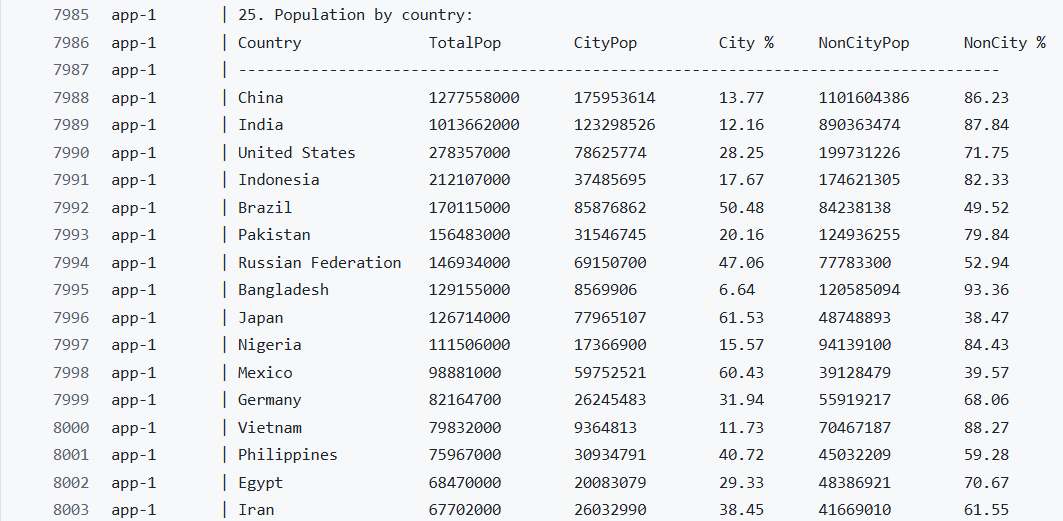 7985 app-1 | 25. Population by country:
7986 app-1 | Country TotalPop CityPop City % NonCityPop NonCity %
7987 app-1 | ------------------------------------------------------------------------------------
7988 app-1 | China 1277558000 175953614 13.77 1101604386 86.23
7989 app-1 | India 1013662000 123298526 12.16 890363474 87.84
7990 app-1 | United States 278357000 78625774 28.25 199731226 71.75
7991 app-1 | Indonesia 212107000 37485695 17.67 174621305 82.33
7992 app-1 | Brazil 170115000 85876862 50.48 84238138 49.52
7993 app-1 | Pakistan 156483000 31546745 20.16 124936255 79.84
7994 app-1 | Russian Federation 146934000 69150700 47.06 77783300 52.94
7995 app-1 | Bangladesh 129155000 8569906 6.64 120585094 93.36
7996 app-1 | Japan 126714000 77965107 61.53 48748893 38.47
7997 app-1 | Nigeria 111506000 17366900 15.57 94139100 84.43
7998 app-1 | Mexico 98881000 59752521 60.43 39128479 39.57
7999 app-1 | Germany 82164700 26245483 31.94 55919217 68.06
8000 app-1 | Vietnam 79832000 9364813 11.73 70467187 88.27
8001 app-1 | Philippines 75967000 30934791 40.72 45032209 59.28
8002 app-1 | Egypt 68470000 20083079 29.33 48386921 70.67
8003 app-1 | Iran 67702000 26032990 38.45 41669010 61.55